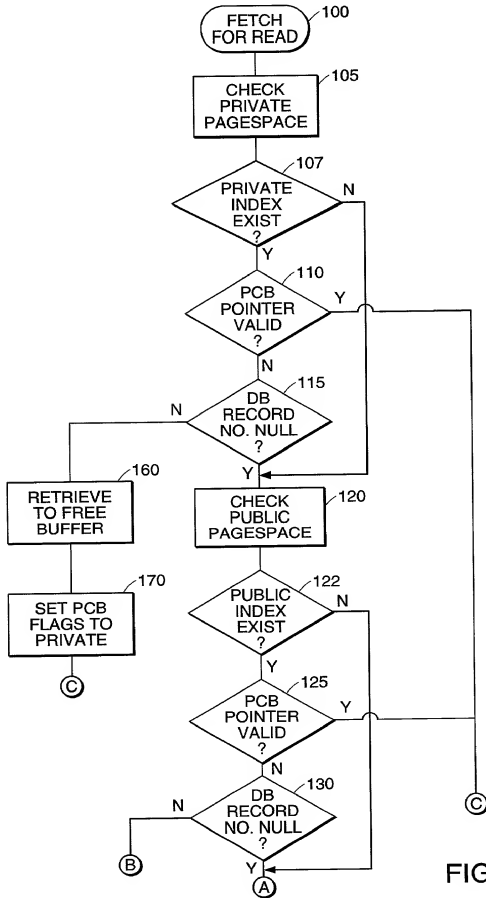 FETCH
FOR READ
100
CHECK
PRIVATE
PAGESPACE
105
PRIVATE
INDEX
EXIST
?
107
N
Y
PCB
POINTER
VALID
?
110
Y
N
DB
RECORD
NO. NULL
?
115
N
Y
RETRIEVE
TO FREE
BUFFER
160
CHECK
PUBLIC
PAGESPACE
120
SET PCB
FLAGS TO
PRIVATE
170
C
PUBLIC
INDEX
EXIST
?
122
N
Y
PCB
POINTER
VALID
?
125
Y
N
C
DB
RECORD
NO. NULL
?
130
N
B
Y
A
FIG